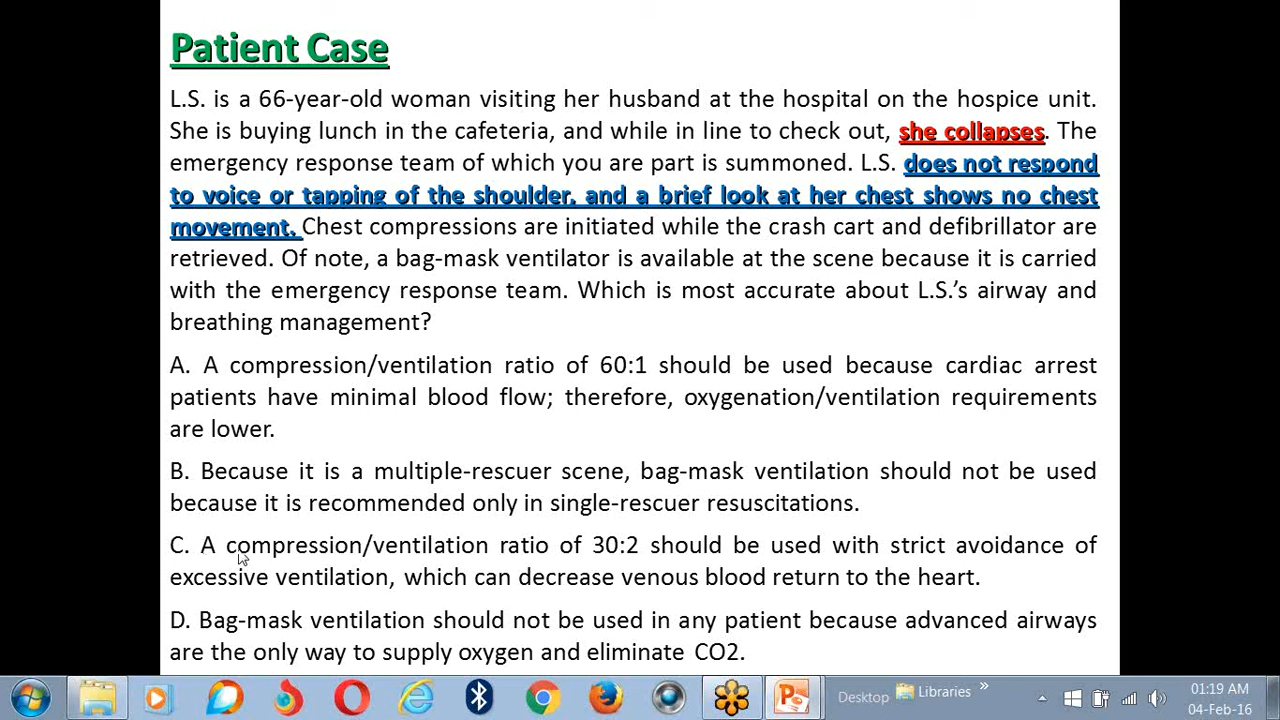 Patient Case
L.S. is a 66-year-old woman visiting her husband at the hospital on the hospice unit.
She is buying lunch in the cafeteria, and while in line to check out, she collapses. The
emergency response team of which you are part is summoned. L.S. does not respond
to voice or tapping of the shoulder, and a brief look at her chest shows no chest
movement. Chest compressions are initiated while the crash cart and defibrillator are
retrieved. Of note, a bag-mask ventilator is available at the scene because it is carried
with the emergency response team. Which is most accurate about L.S.'s airway and
breathing management?
A. A compression/ventilation ratio of 60:1 should be used because cardiac arrest
patients have minimal blood flow; therefore, oxygenation/ventilation requirements
are lower.
B. Because it is a multiple-rescuer scene, bag-mask ventilation should not be used
because it is recommended only in single-rescuer resuscitations.
C. A compression/ventilation ratio of 30:2 should be used with strict avoidance of
excessive ventilation, which can decrease venous blood return to the heart.
D. Bag-mask ventilation should not be used in any patient because advanced airways
are the only way to supply oxygen and eliminate CO2.
Desktop Libraries » 01:19 AM
04-Feb-16